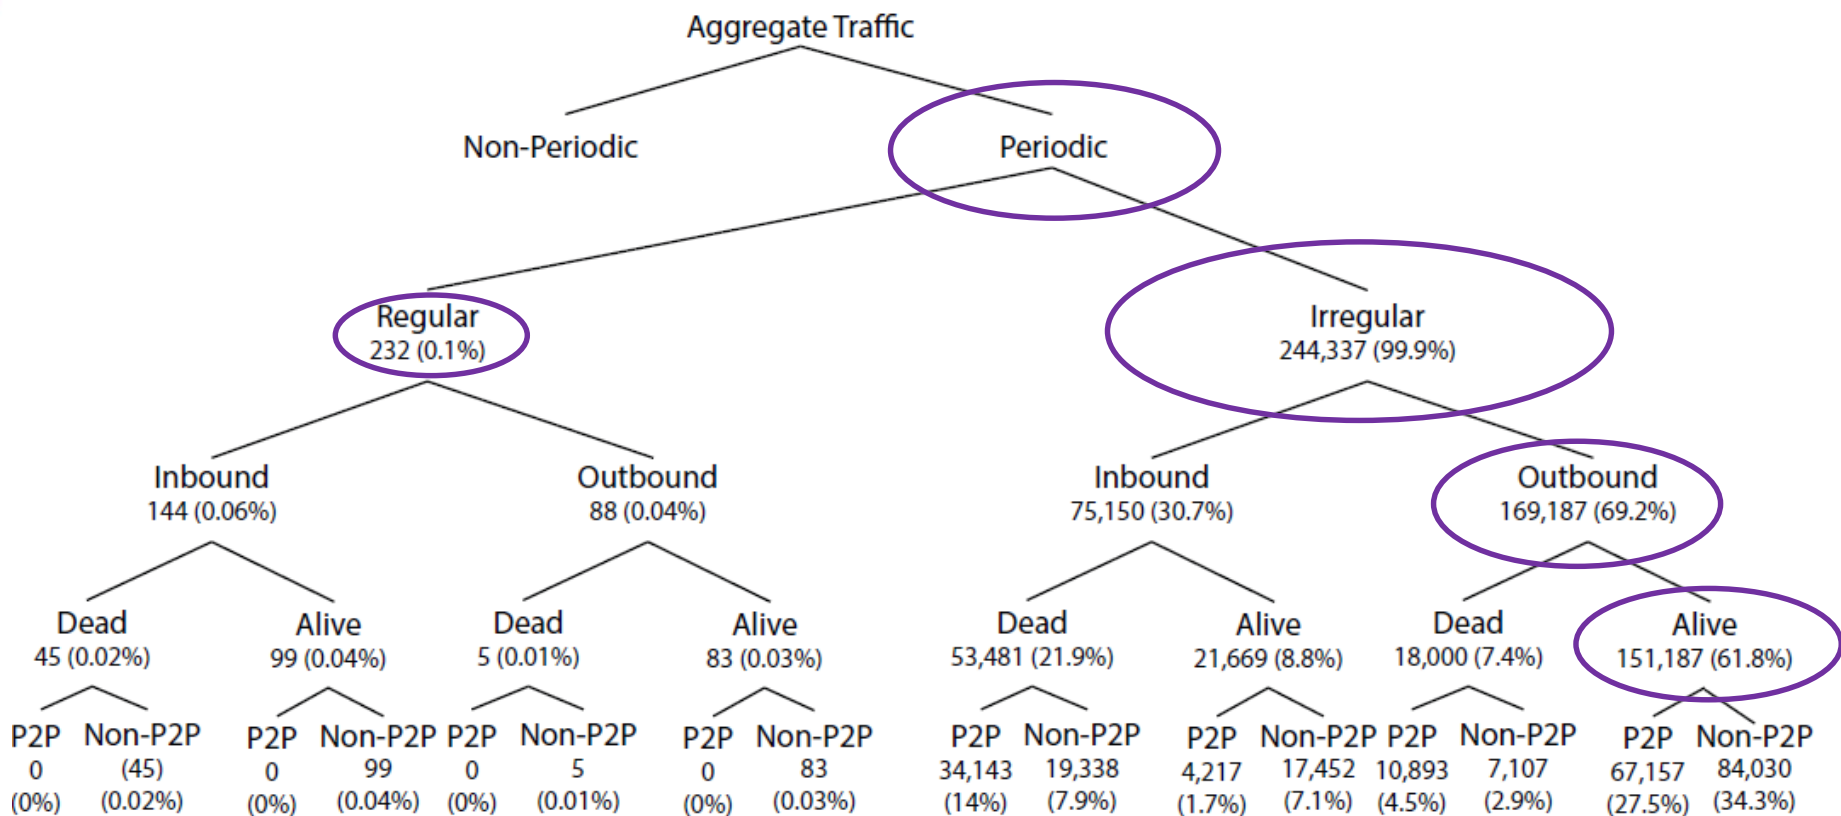 Aggregate Traffic
Non-Periodic
Periodic
Regular
232 (0.1%)
Irregular
244,337 (99.9%)
Inbound
144 (0.06%)
Outbound
88 (0.04%)
Inbound
75,150 (30.7%)
Outbound
169,187 (69.2%)
Dead
45 (0.02%)
Alive
99 (0.04%)
Dead
5 (0.01%)
Alive
83 (0.03%)
Dead
53,481 (21.9%)
Alive
21,669 (8.8%)
Dead
18,000 (7.4%)
Alive
151,187 (61.8%)
P2P
0
(0%)
Non-P2P
(45)
(0.02%)
P2P
0
(0%)
Non-P2P
99
(0.04%)
P2P
0
(0%)
Non-P2P
5
(0.01%)
P2P
0
(0%)
Non-P2P
83
(0.03%)
P2P
34,143
(14%)
Non-P2P
19,338
(7.9%)
P2P
4,217
(1.7%)
Non-P2P
17,452
(7.1%)
P2P
10,893
(4.5%)
Non-P2P
7,107
(2.9%)
P2P
67,157
(27.5%)
Non-P2P
84,030
(34.3%)